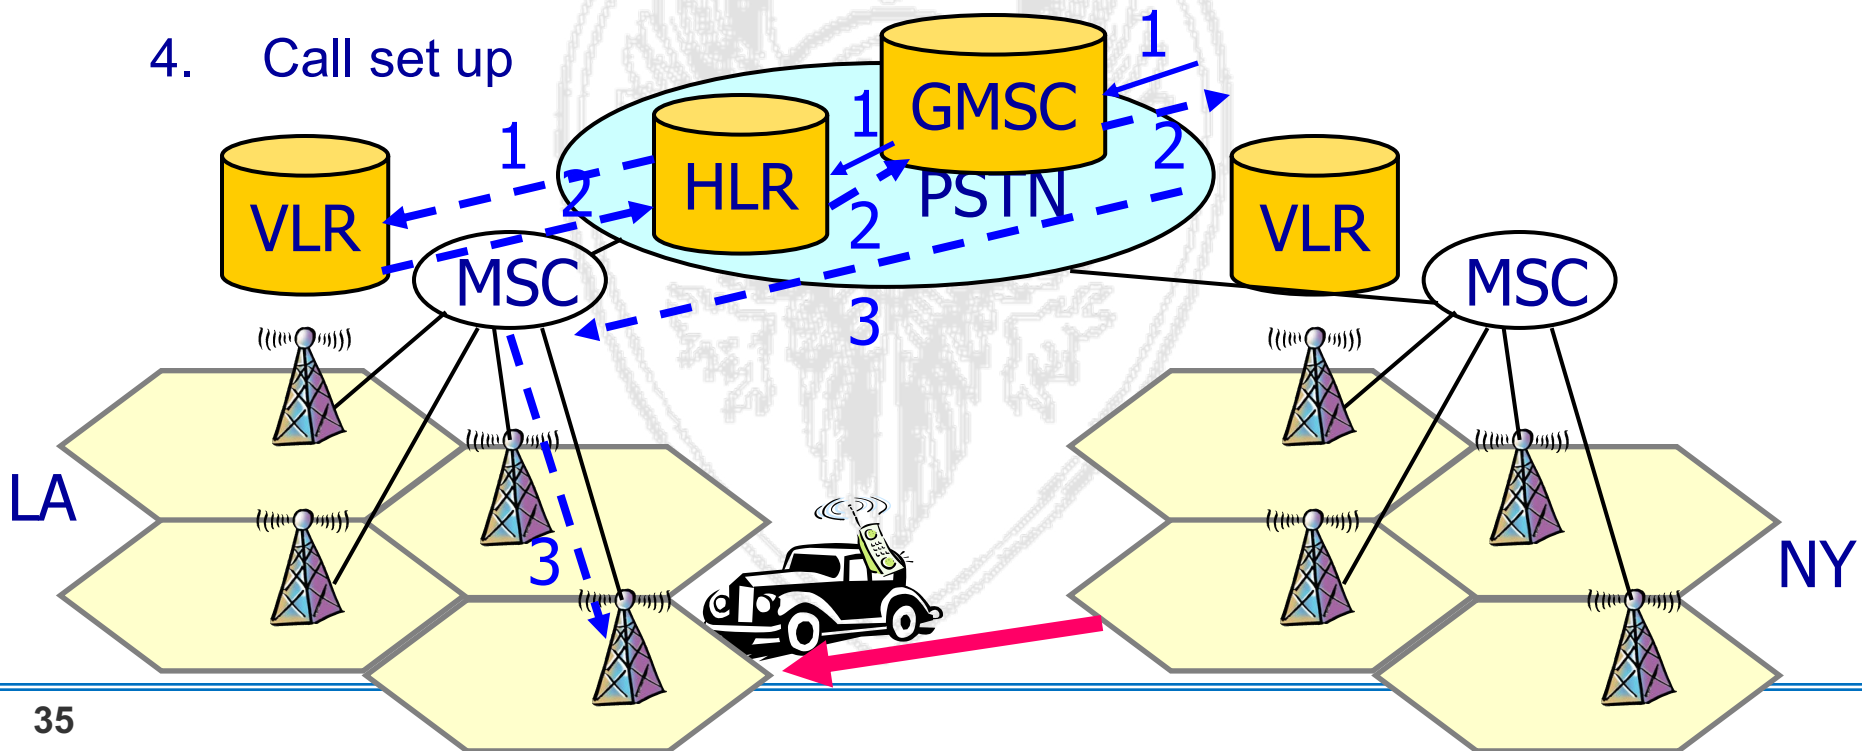 4. Call set up
1
GMSC
1
1
HLR
2
VLR
2
PSTN
2
VLR
MSC
3
MSC
LA
3
NY
35